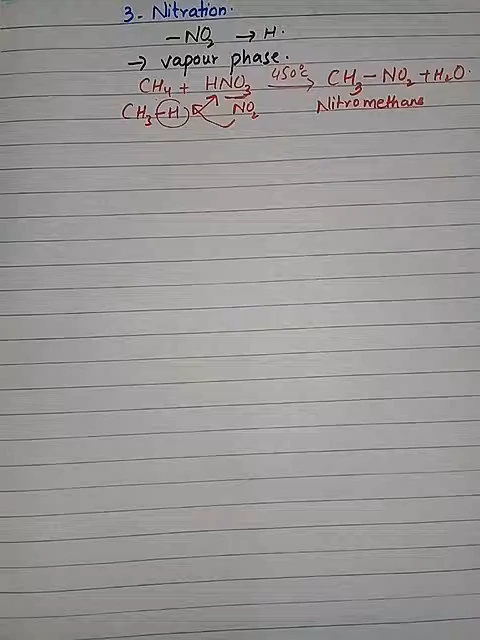 3. Nitration.
-NO₂ → H.
→ vapour phase.
CH₄ + HNO₃ 450°C → CH₃-NO₂ + H₂O.
CH₃-H NO₂ Nitromethane